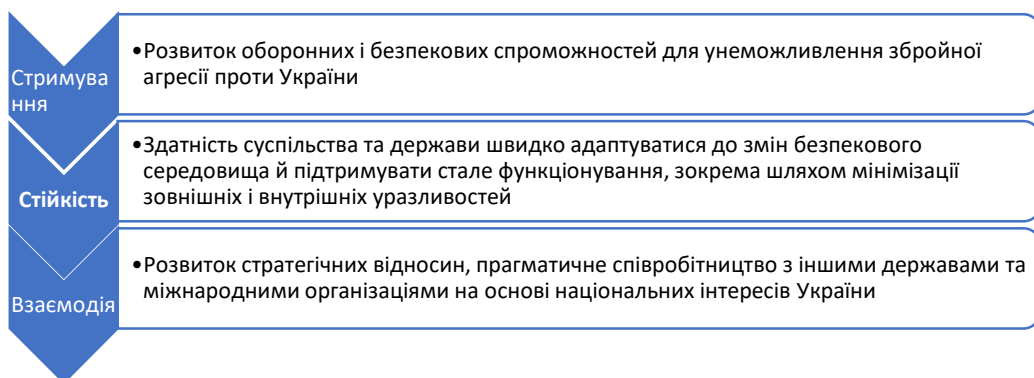 Стримува
ння
•Розвиток оборонних і безпекових спроможностей для унеможливлення збройної
агресії проти України
Стійкість
•Здатність суспільства та держави швидко адаптуватися до змін безпекового
середовища й підтримувати стале функціонування, зокрема шляхом мінімізації
зовнішніх і внутрішніх уразливостей
Взаємодія
•Розвиток стратегічних відносин, прагматичне співробітництво з іншими державами та
міжнародними організаціями на основі національних інтересів України